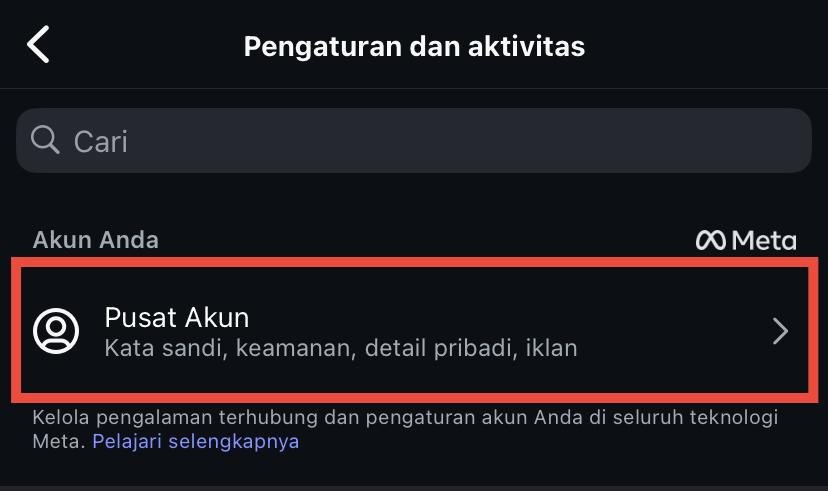 Pengaturan dan aktivitas
Cari
Akun Anda
Meta
Pusat Akun
Kata sandi, keamanan, detail pribadi, iklan
Kelola pengalaman terhubung dan pengaturan akun Anda di seluruh teknologi
Meta. Pelajari selengkapnya